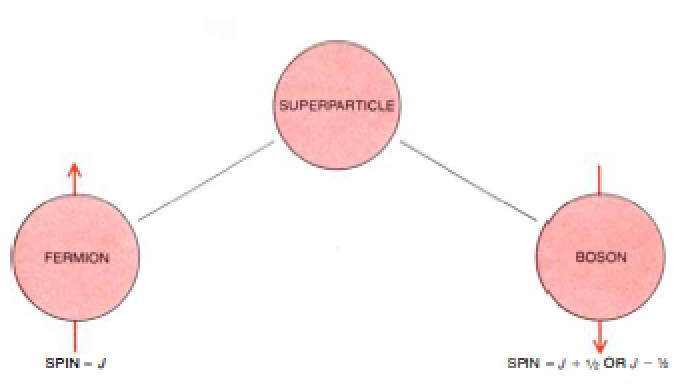 SUPERPARTICLE
FERMION
BOSON
SPIN = J
SPIN = J + ½ OR J − ½